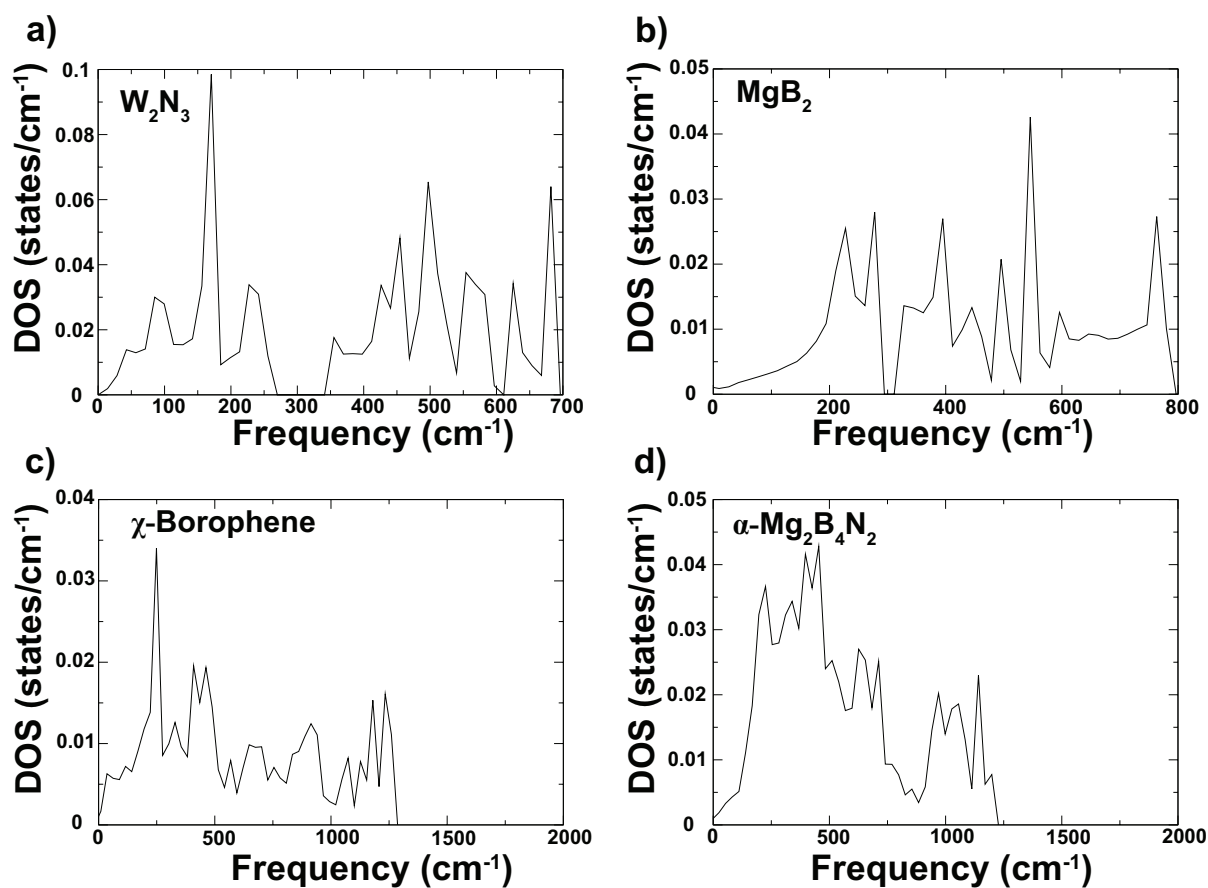 a)
W₂N₃
DOS (states/cm⁻¹)
0.1
0.08
0.06
0.04
0.02
0
0 100 200 300 400 500 600 700
Frequency (cm⁻¹)
b)
MgB₂
DOS (states/cm⁻¹)
0.05
0.04
0.03
0.02
0.01
0
0 200 400 600 800
Frequency (cm⁻¹)
c)
χ-Borophene
DOS (states/cm⁻¹)
0.04
0.03
0.02
0.01
0
0 500 1000 1500 2000
Frequency (cm⁻¹)
d)
α-Mg₂B₄N₂
DOS (states/cm⁻¹)
0.05
0.04
0.03
0.02
0.01
0
0 500 1000 1500 2000
Frequency (cm⁻¹)